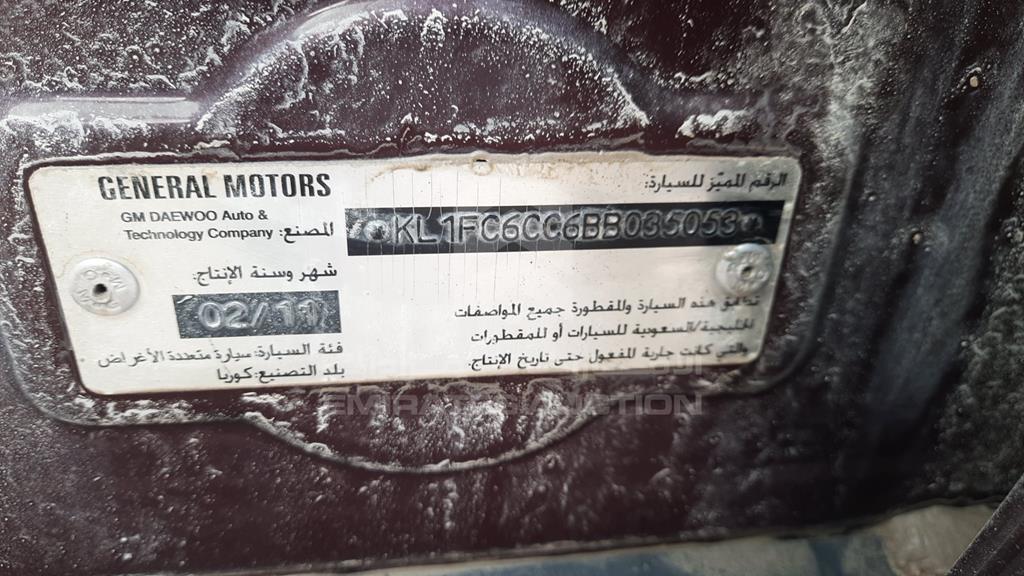 GENERAL MOTORS
GM DAEWOO Auto &
Technology Company :المصنع
شهر وسنة الإنتاج:
02/11
فئة السيارة: سيارة متعددة الأغراض
بلد التصنيع: كوريا
الرقم المميّز للسيارة:
KL1FC6CC6BB035053
تطابق هذه السيارة والمقطورة جميع المواصفات
الخليجية/السعودية للسيارات أو للمقطورات
والتي كانت جارية المفعول حتى تاريخ الإنتاج.
EMIRATES AUCTION